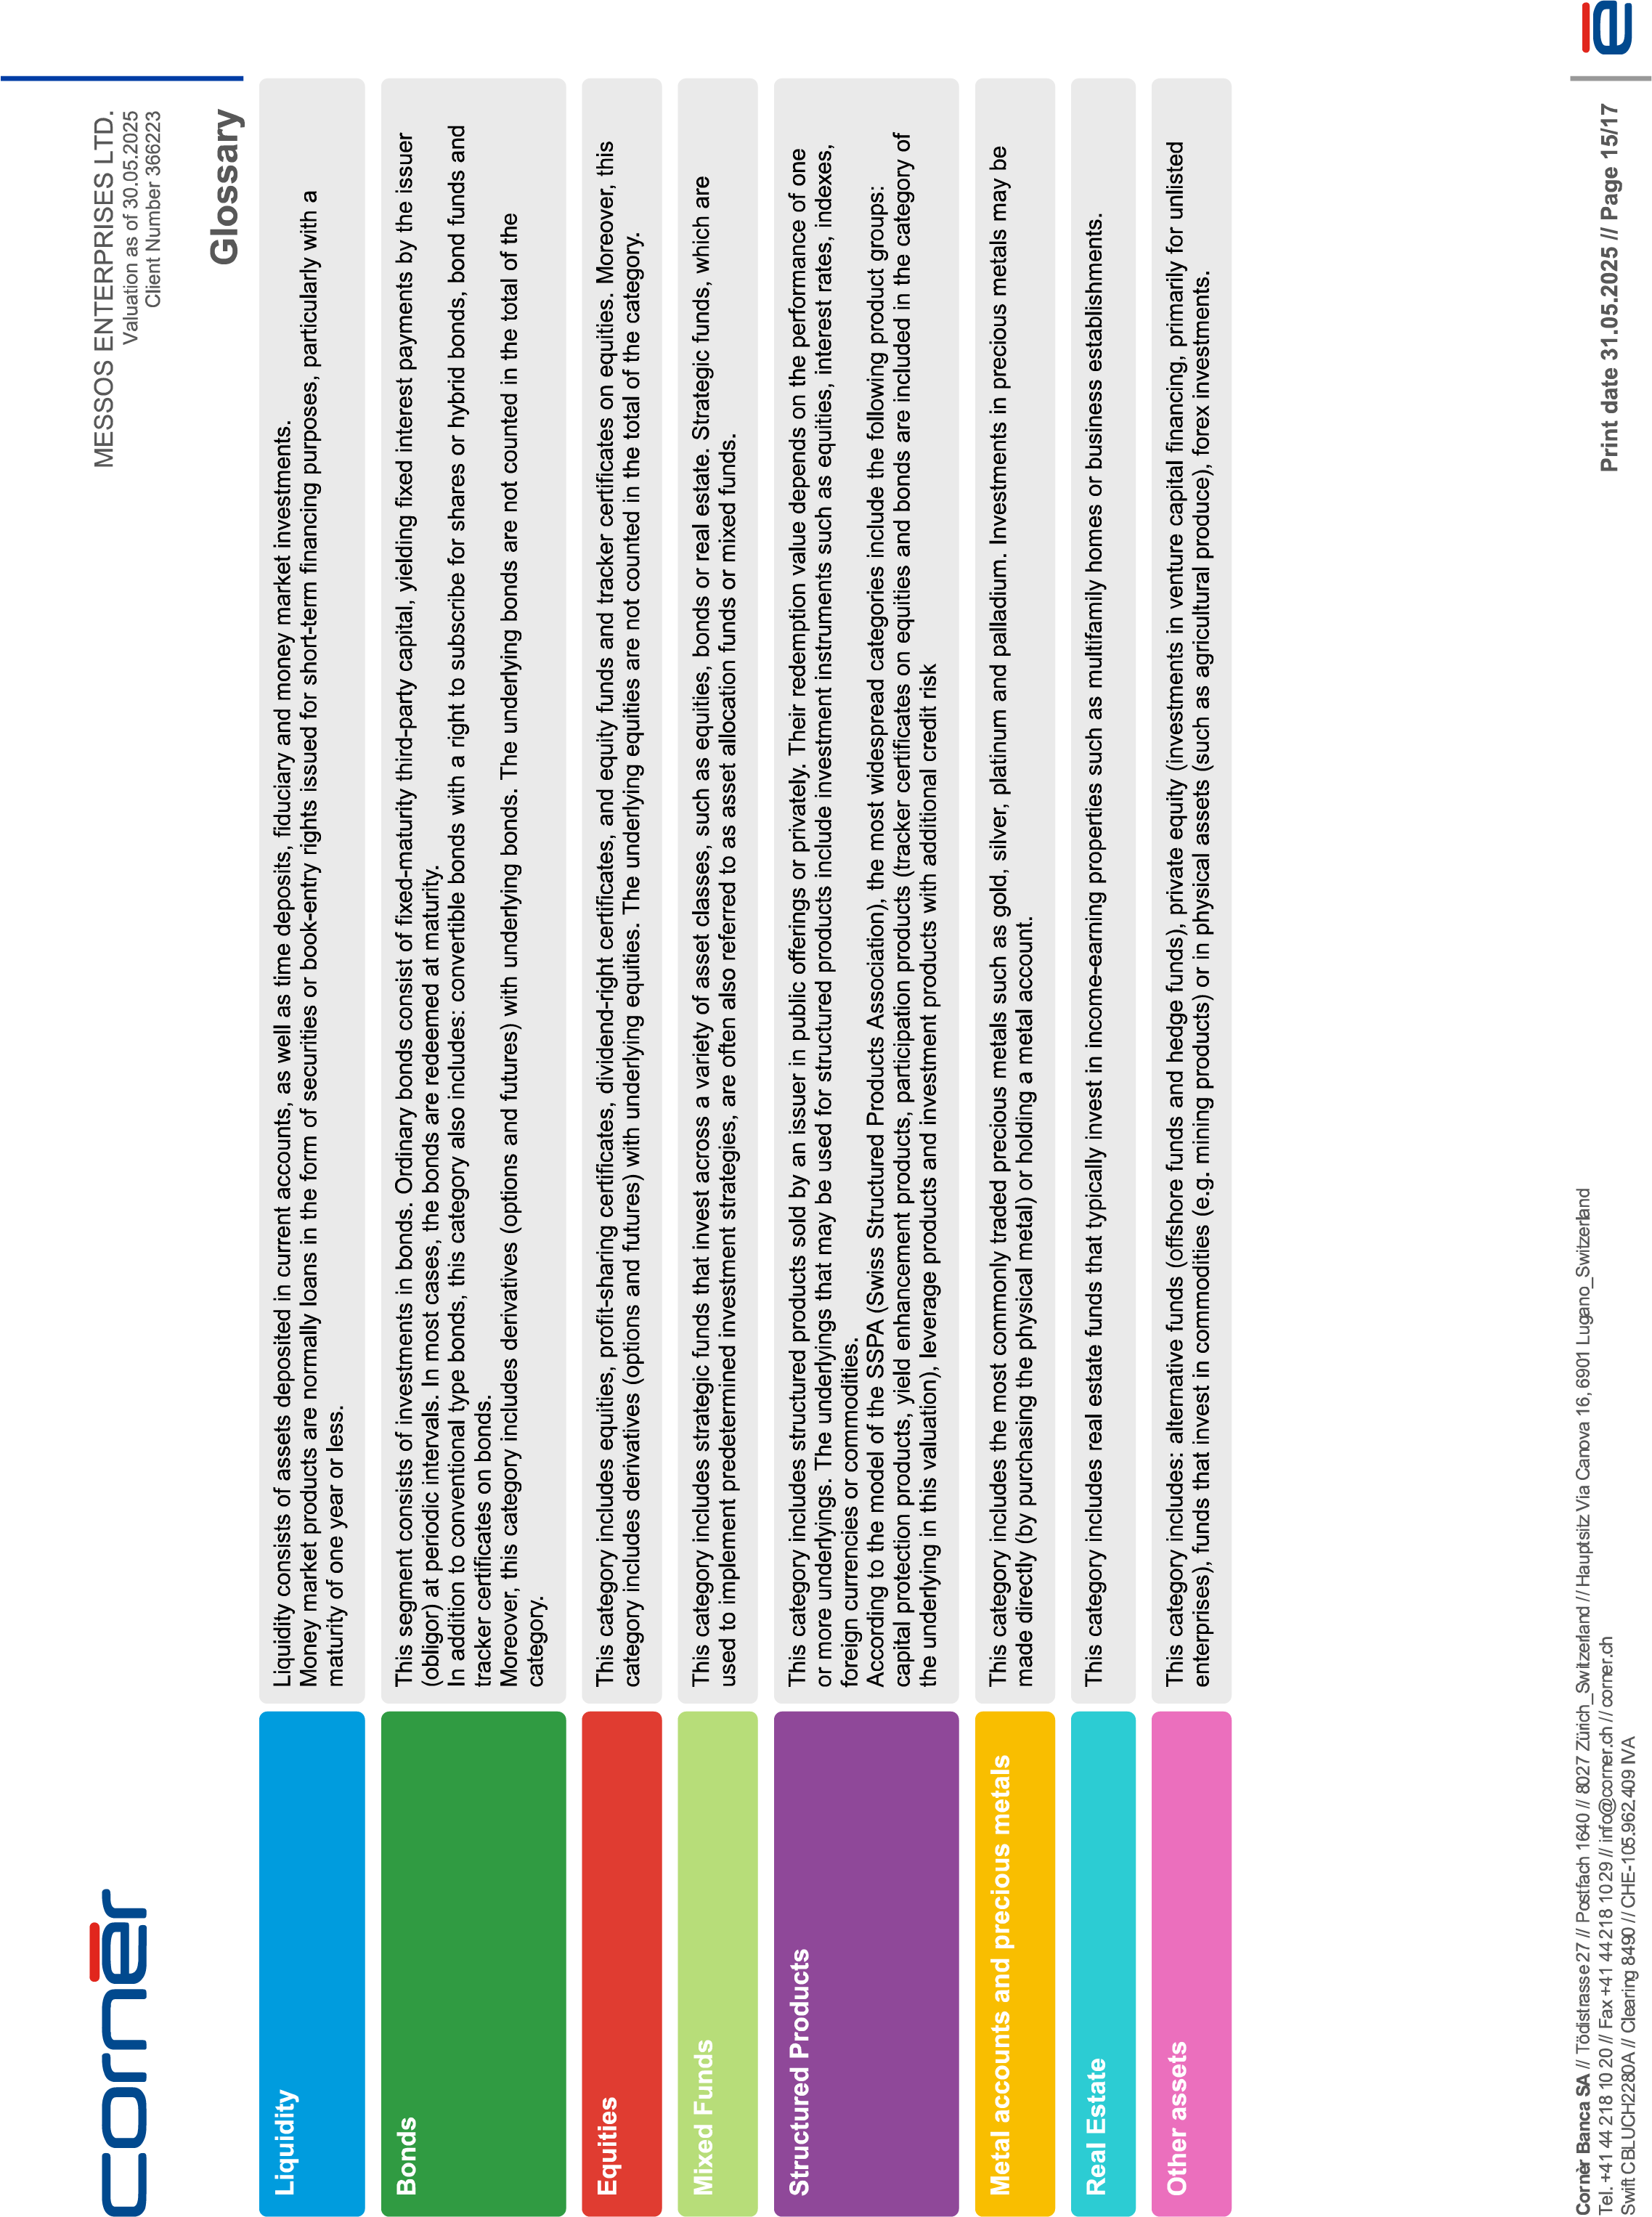 cornèr
MESSOS ENTERPRISES LTD.
Valuation as of 30.05.2025
Client Number 366223
Glossary
Liquidity
Liquidity consists of assets deposited in current accounts, as well as time deposits, fiduciary and money market investments.
Money market products are normally loans in the form of securities or book-entry rights issued for short-term financing purposes, particularly with a
maturity of one year or less.
Bonds
This segment consists of investments in bonds. Ordinary bonds consist of fixed-maturity third-party capital, yielding fixed interest payments by the issuer
(obligor) at periodic intervals. In most cases, the bonds are redeemed at maturity.
In addition to conventional type bonds, this category also includes: convertible bonds with a right to subscribe for shares or hybrid bonds, bond funds and
tracker certificates on bonds.
Moreover, this category includes derivatives (options and futures) with underlying bonds. The underlying bonds are not counted in the total of the
category.
Equities
This category includes equities, profit-sharing certificates, dividend-right certificates, and equity funds and tracker certificates on equities. Moreover, this
category includes derivatives (options and futures) with underlying equities. The underlying equities are not counted in the total of the category.
Mixed Funds
This category includes strategic funds that invest across a variety of asset classes, such as equities, bonds or real estate. Strategic funds, which are
used to implement predetermined investment strategies, are often also referred to as asset allocation funds or mixed funds.
Structured Products
This category includes structured products sold by an issuer in public offerings or privately. Their redemption value depends on the performance of one
or more underlyings. The underlyings that may be used for structured products include investment instruments such as equities, interest rates, indexes,
foreign currencies or commodities.
According to the model of the SSPA (Swiss Structured Products Association), the most widespread categories include the following product groups:
capital protection products, yield enhancement products, participation products (tracker certificates on equities and bonds are included in the category of
the underlying in this valuation), leverage products and investment products with additional credit risk
Metal accounts and precious metals
This category includes the most commonly traded precious metals such as gold, silver, platinum and palladium. Investments in precious metals may be
made directly (by purchasing the physical metal) or holding a metal account.
Real Estate
This category includes real estate funds that typically invest in income-earning properties such as multifamily homes or business establishments.
Other assets
This category includes: alternative funds (offshore funds and hedge funds), private equity (investments in venture capital financing, primarily for unlisted
enterprises), funds that invest in commodities (e.g. mining products) or in physical assets (such as agricultural produce), forex investments.
Cornèr Banca SA // Tödistrasse 27 // Postfach 1640 // 8027 Zürich_Switzerland // Hauptsitz Via Canova 16, 6901 Lugano_Switzerland
Tel. +41 44 218 10 20 // Fax +41 44 218 10 29 // info@corner.ch // corner.ch
Swift CBLUCH2280A // Clearing 8490 // CHE-105.962.409 IVA
Print date 31.05.2025 // Page 15/17
è